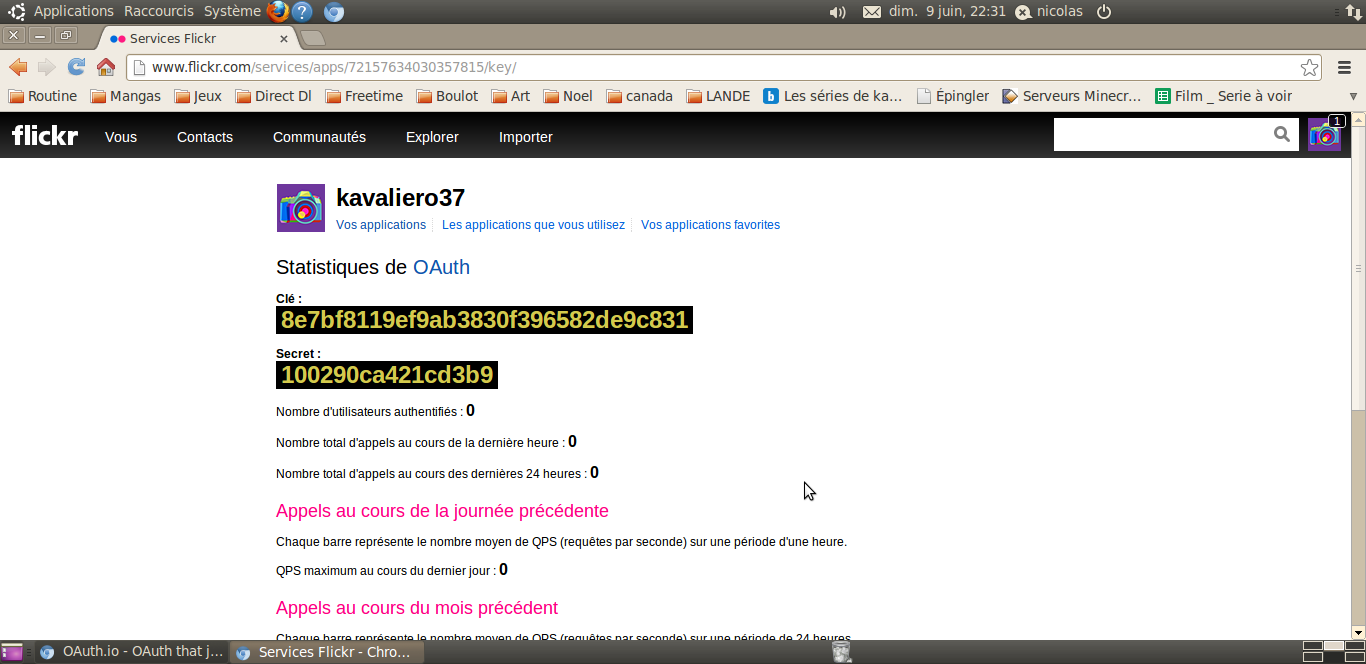 Applications Raccourcis Système dim. 9 juin, 22:31 nicolas
Services Flickr
www.flickr.com/services/apps/72157634030357815/key/
Routine Mangas Jeux Direct Dl Freetime Boulot Art Noel canada LANDE Les séries de ka... Épingler Serveurs Minecr... Film _ Serie à voir
flickr Vous Contacts Communautés Explorer Importer 1
kavaliero37
Vos applications Les applications que vous utilisez Vos applications favorites
Statistiques de OAuth
Clé :
8e7bf8119ef9ab3830f396582de9c831
Secret :
100290ca421cd3b9
Nombre d'utilisateurs authentifiés : 0
Nombre total d'appels au cours de la dernière heure : 0
Nombre total d'appels au cours des dernières 24 heures : 0
Appels au cours de la journée précédente
Chaque barre représente le nombre moyen de QPS (requêtes par seconde) sur une période d'une heure.
QPS maximum au cours du dernier jour : 0
Appels au cours du mois précédent
Chaque barre représente le nombre moyen de QPS (requêtes par seconde) sur une période de 24 heures
OAuth.io - OAuth that j... Services Flickr - Chro...